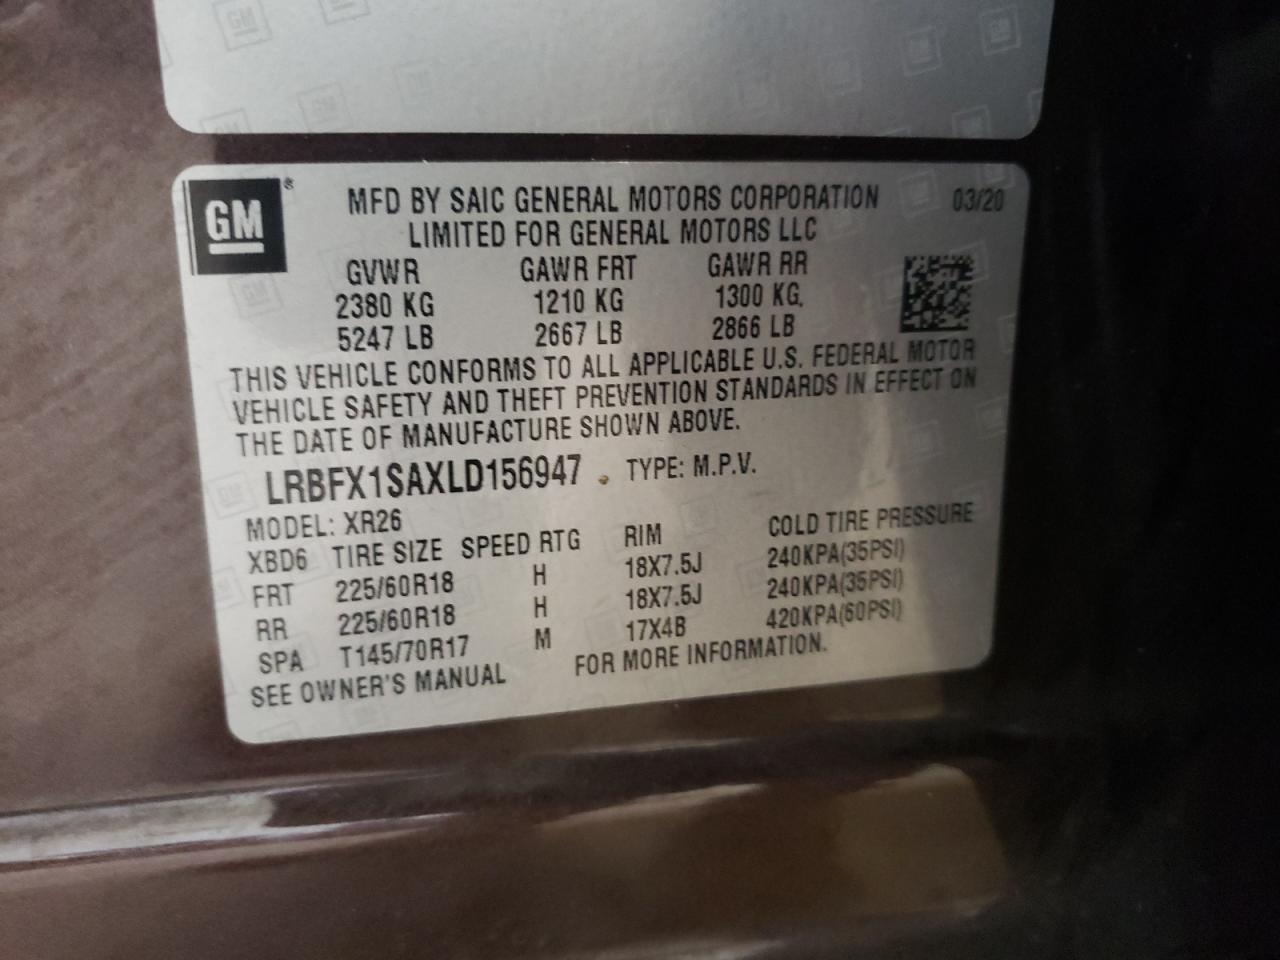 GM ®
MFD BY SAIC GENERAL MOTORS CORPORATION 03/20
LIMITED FOR GENERAL MOTORS LLC
GVWR GAWR FRT GAWR RR
2380 KG 1210 KG 1300 KG,
5247 LB 2667 LB 2866 LB
THIS VEHICLE CONFORMS TO ALL APPLICABLE U.S. FEDERAL MOTOR
VEHICLE SAFETY AND THEFT PREVENTION STANDARDS IN EFFECT ON
THE DATE OF MANUFACTURE SHOWN ABOVE.
LRBFX1SAXLD156947 TYPE: M.P.V.
MODEL: XR26
XBD6 TIRE SIZE SPEED RTG RIM COLD TIRE PRESSURE
FRT 225/60R18 H 18X7.5J 240KPA(35PSI)
RR 225/60R18 H 18X7.5J 240KPA(35PSI)
SPA T145/70R17 M 17X4B 420KPA(60PSI)
SEE OWNER'S MANUAL FOR MORE INFORMATION.